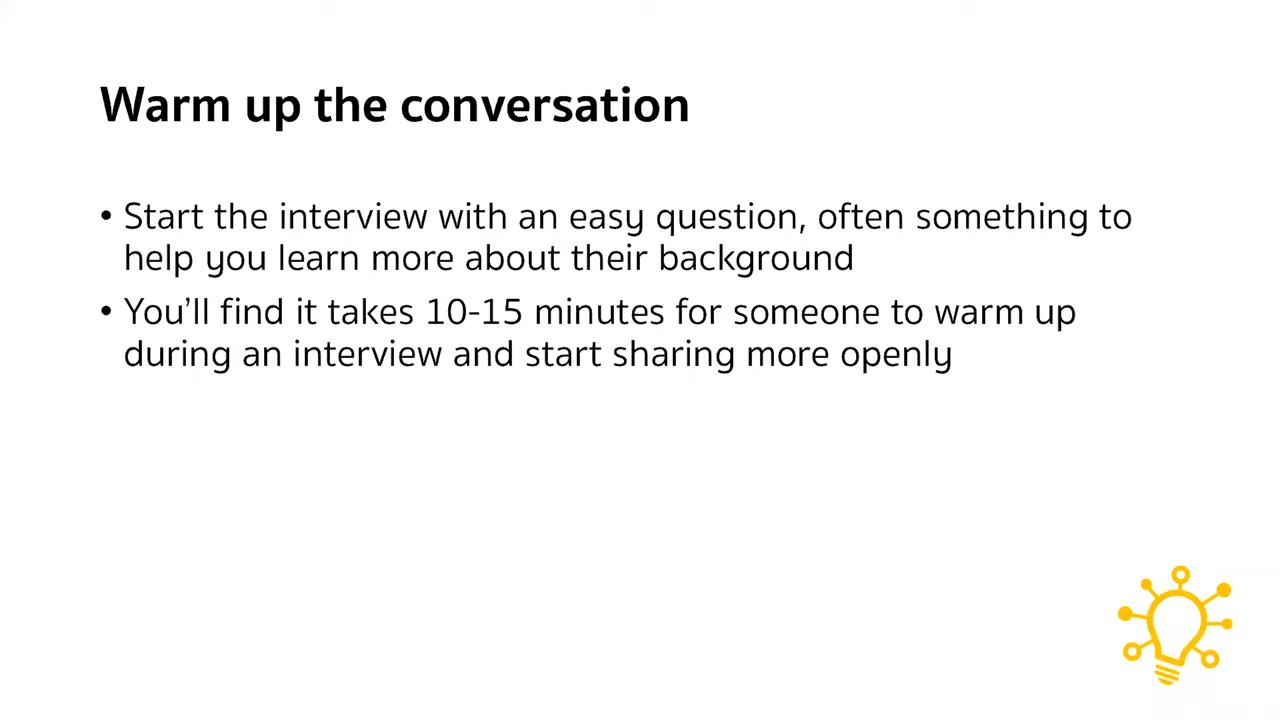 Warm up the conversation
• Start the interview with an easy question, often something to
help you learn more about their background
• You’ll find it takes 10-15 minutes for someone to warm up
during an interview and start sharing more openly